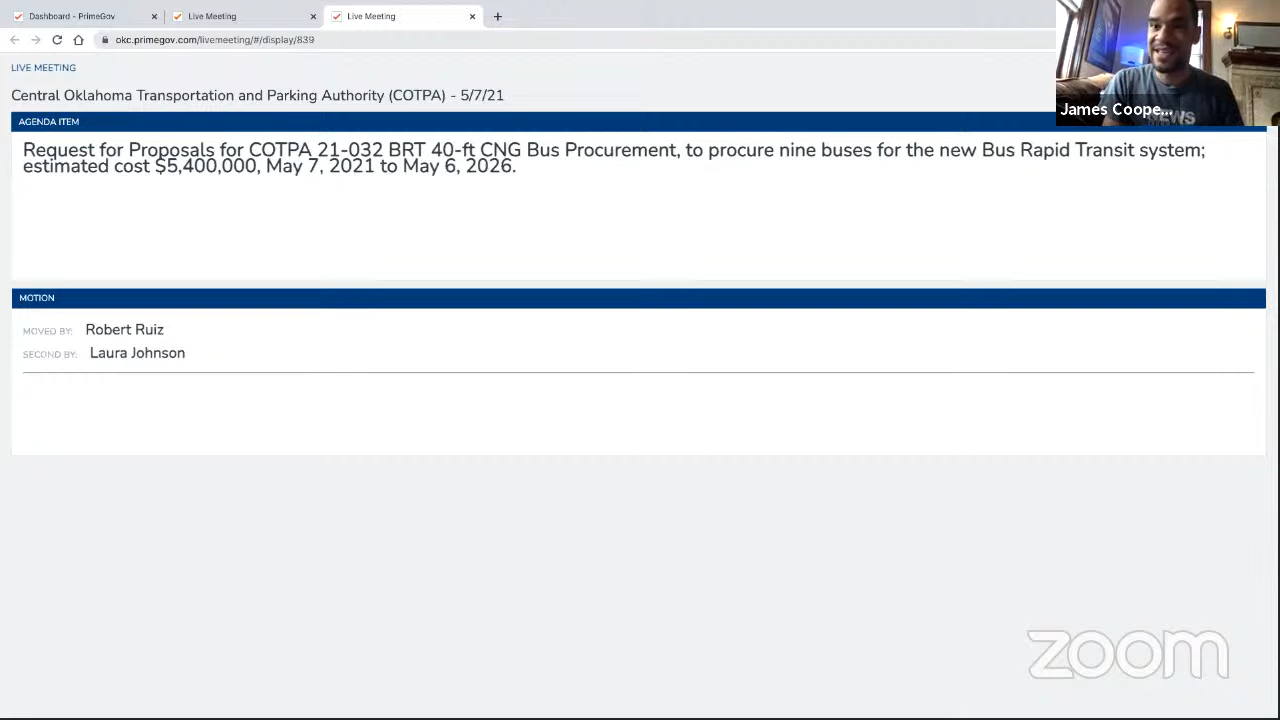 Dashboard - PrimeGov
Live Meeting
Live Meeting
okc.primegov.com/livemeeting/#/display/839
LIVE MEETING
Central Oklahoma Transportation and Parking Authority (COTPA) - 5/7/21
AGENDA ITEM
Request for Proposals for COTPA 21-032 BRT 40-ft CNG Bus Procurement, to procure nine buses for the new Bus Rapid Transit system;
estimated cost $5,400,000, May 7, 2021 to May 6, 2026.
James Coope...
MOTION
MOVED BY: Robert Ruiz
SECOND BY: Laura Johnson
zoom